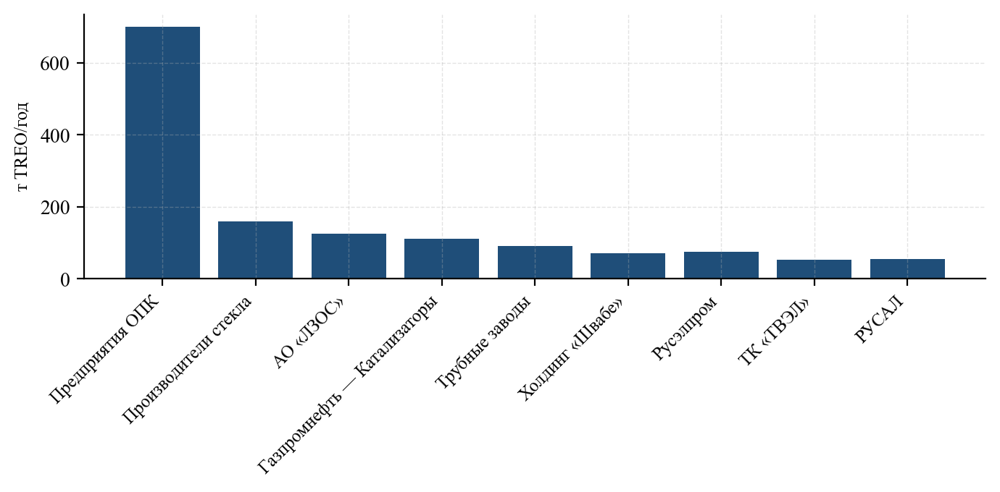 т TREO/год
600
400
200
0
Предприятия ОПК
Производители стекла
АО «ЛЗОС»
Газпромнефть — Катализаторы
Трубные заводы
Холдинг «Швабе»
Русэлпром
ТК «ТВЭЛ»
РУСАЛ